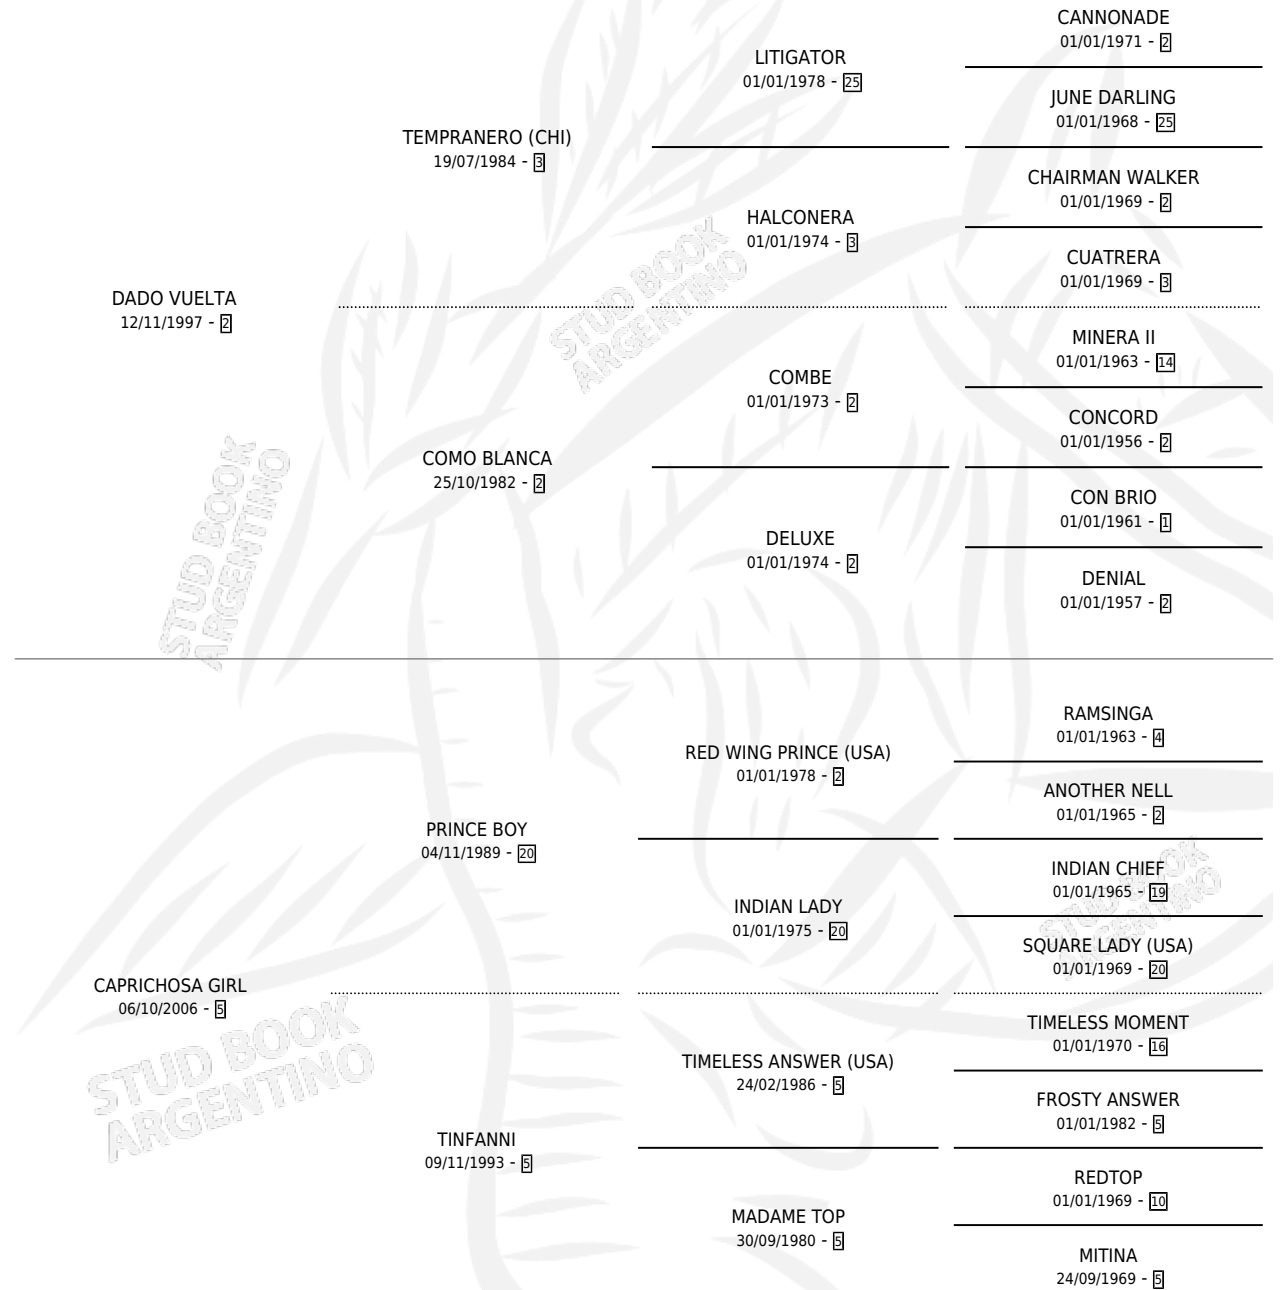 CANNONADE
01/01/1971 - 2
LITIGATOR
01/01/1978 - 25
JUNE DARLING
01/01/1968 - 25
TEMPRANERO (CHI)
19/07/1984 - 3
CHAIRMAN WALKER
01/01/1969 - 2
HALCONERA
01/01/1974 - 3
CUATRERA
01/01/1969 - 3
DADO VUELTA
12/11/1997 - 2
MINERA II
01/01/1963 - 14
COMBE
01/01/1973 - 2
CONCORD
01/01/1956 - 2
COMO BLANCA
25/10/1982 - 2
CON BRIO
01/01/1961 - 1
DELUXE
01/01/1974 - 2
DENIAL
01/01/1957 - 2
RAMSINGA
01/01/1963 - 4
RED WING PRINCE (USA)
01/01/1978 - 2
ANOTHER NELL
01/01/1965 - 2
PRINCE BOY
04/11/1989 - 20
INDIAN CHIEF
01/01/1965 - 19
INDIAN LADY
01/01/1975 - 20
SQUARE LADY (USA)
01/01/1969 - 20
CAPRICHOSA GIRL
06/10/2006 - 5
TIMELESS MOMENT
01/01/1970 - 16
TIMELESS ANSWER (USA)
24/02/1986 - 5
FROSTY ANSWER
01/01/1982 - 5
TINFANNI
09/11/1993 - 5
REDTOP
01/01/1969 - 10
MADAME TOP
30/09/1980 - 5
MITINA
24/09/1969 - 5
STUD BOOK
ARGENTINO
STUD BOOK
ARGENTINO
STUD BOOK
ARGENTINO
STUD BOOK
ARGENTINO